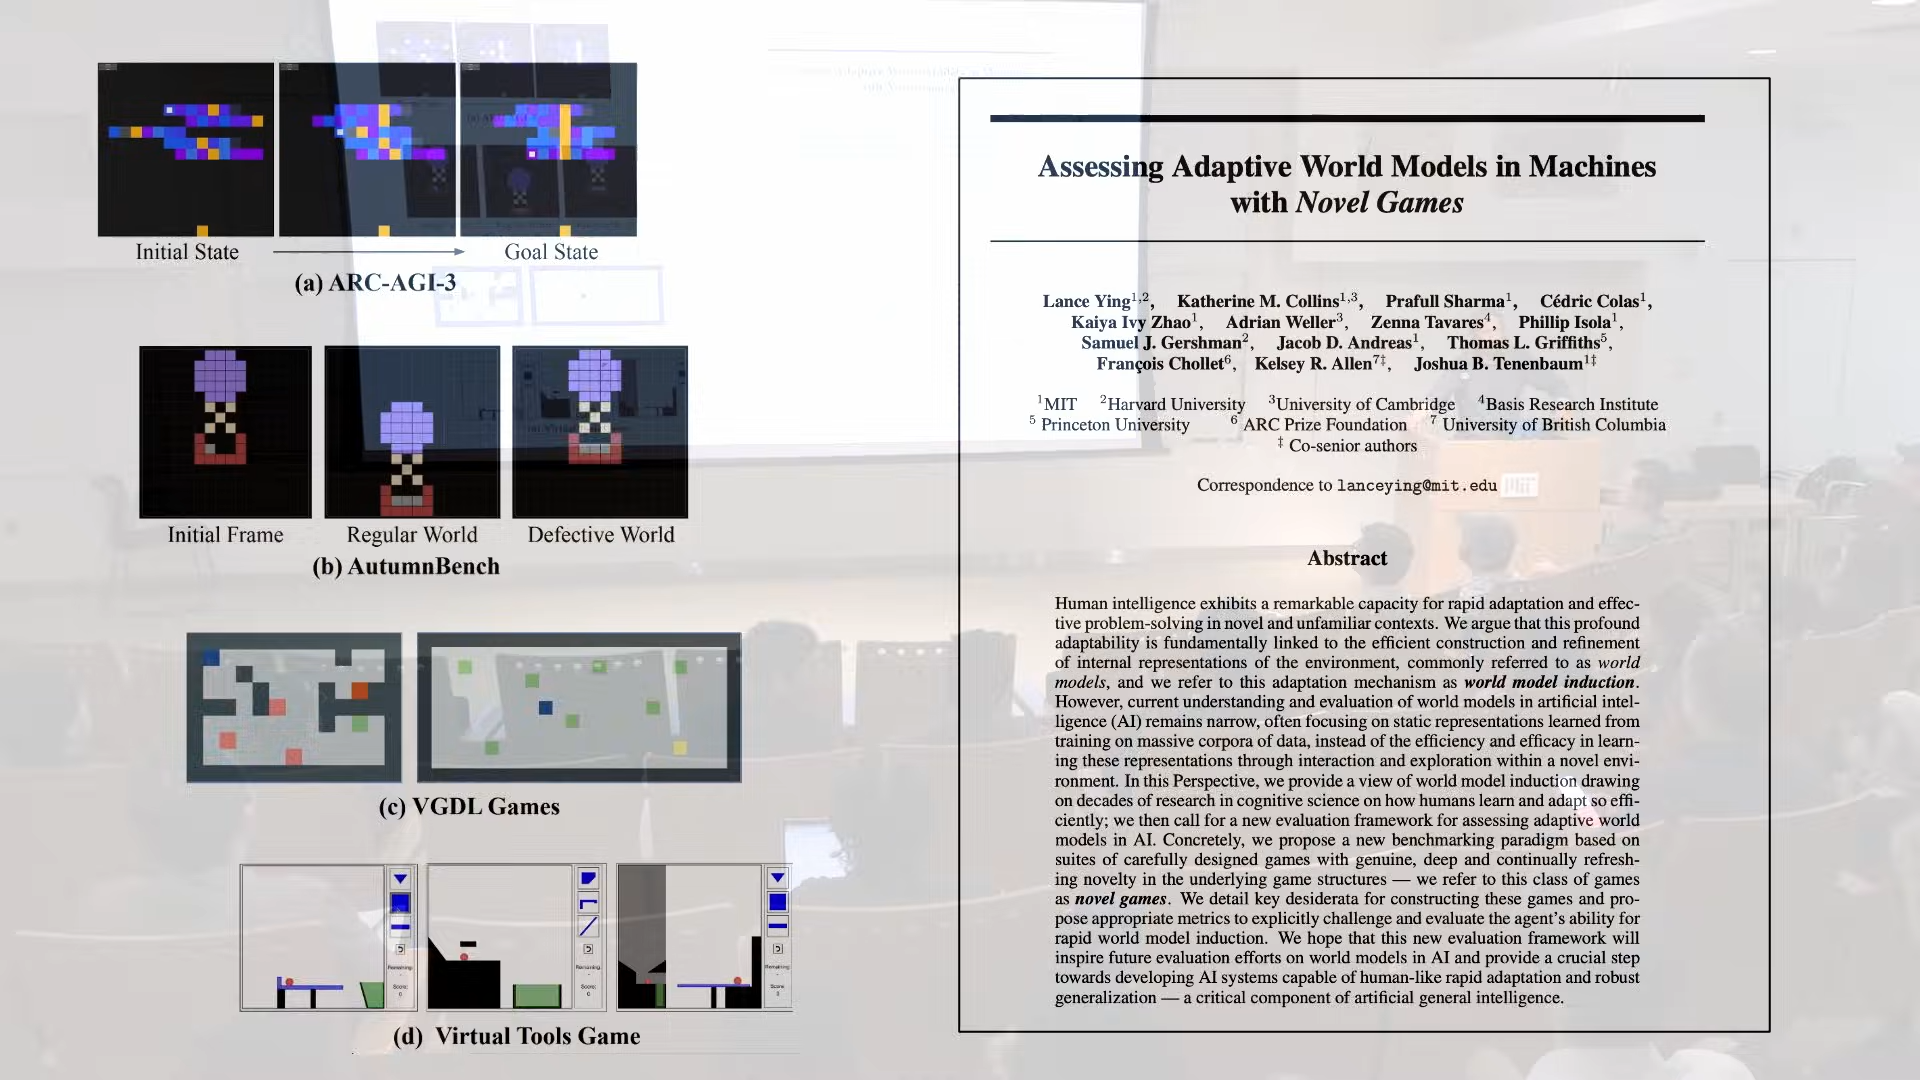 Initial State
Goal State
(a) ARC-AGI-3
Initial Frame
Regular World
Defective World
(b) AutumnBench
(c) VGDL Games
Remaining:
Score:
0
Remaining:
Score:
0
Remaining:
Score:
0
(d) Virtual Tools Game
Assessing Adaptive World Models in Machines
with Novel Games
Lance Ying1,2, Katherine M. Collins1,3, Prafull Sharma1, Cédric Colas1,
Kaiya Ivy Zhao1, Adrian Weller3, Zenna Tavares4, Phillip Isola1,
Samuel J. Gershman2, Jacob D. Andreas1, Thomas L. Griffiths5,
François Chollet6, Kelsey R. Allen7‡, Joshua B. Tenenbaum1‡
1MIT 2Harvard University 3University of Cambridge 4Basis Research Institute
5 Princeton University 6 ARC Prize Foundation 7 University of British Columbia
‡ Co-senior authors
Correspondence to lanceying@mit.edu
Abstract
Human intelligence exhibits a remarkable capacity for rapid adaptation and effec-
tive problem-solving in novel and unfamiliar contexts. We argue that this profound
adaptability is fundamentally linked to the efficient construction and refinement
of internal representations of the environment, commonly referred to as world
models, and we refer to this adaptation mechanism as world model induction.
However, current understanding and evaluation of world models in artificial intel-
ligence (AI) remains narrow, often focusing on static representations learned from
training on massive corpora of data, instead of the efficiency and efficacy in learn-
ing these representations through interaction and exploration within a novel envi-
ronment. In this Perspective, we provide a view of world model induction drawing
on decades of research in cognitive science on how humans learn and adapt so effi-
ciently; we then call for a new evaluation framework for assessing adaptive world
models in AI. Concretely, we propose a new benchmarking paradigm based on
suites of carefully designed games with genuine, deep and continually refresh-
ing novelty in the underlying game structures — we refer to this class of games
as novel games. We detail key desiderata for constructing these games and pro-
pose appropriate metrics to explicitly challenge and evaluate the agent's ability for
rapid world model induction. We hope that this new evaluation framework will
inspire future evaluation efforts on world models in AI and provide a crucial step
towards developing AI systems capable of human-like rapid adaptation and robust
generalization — a critical component of artificial general intelligence.